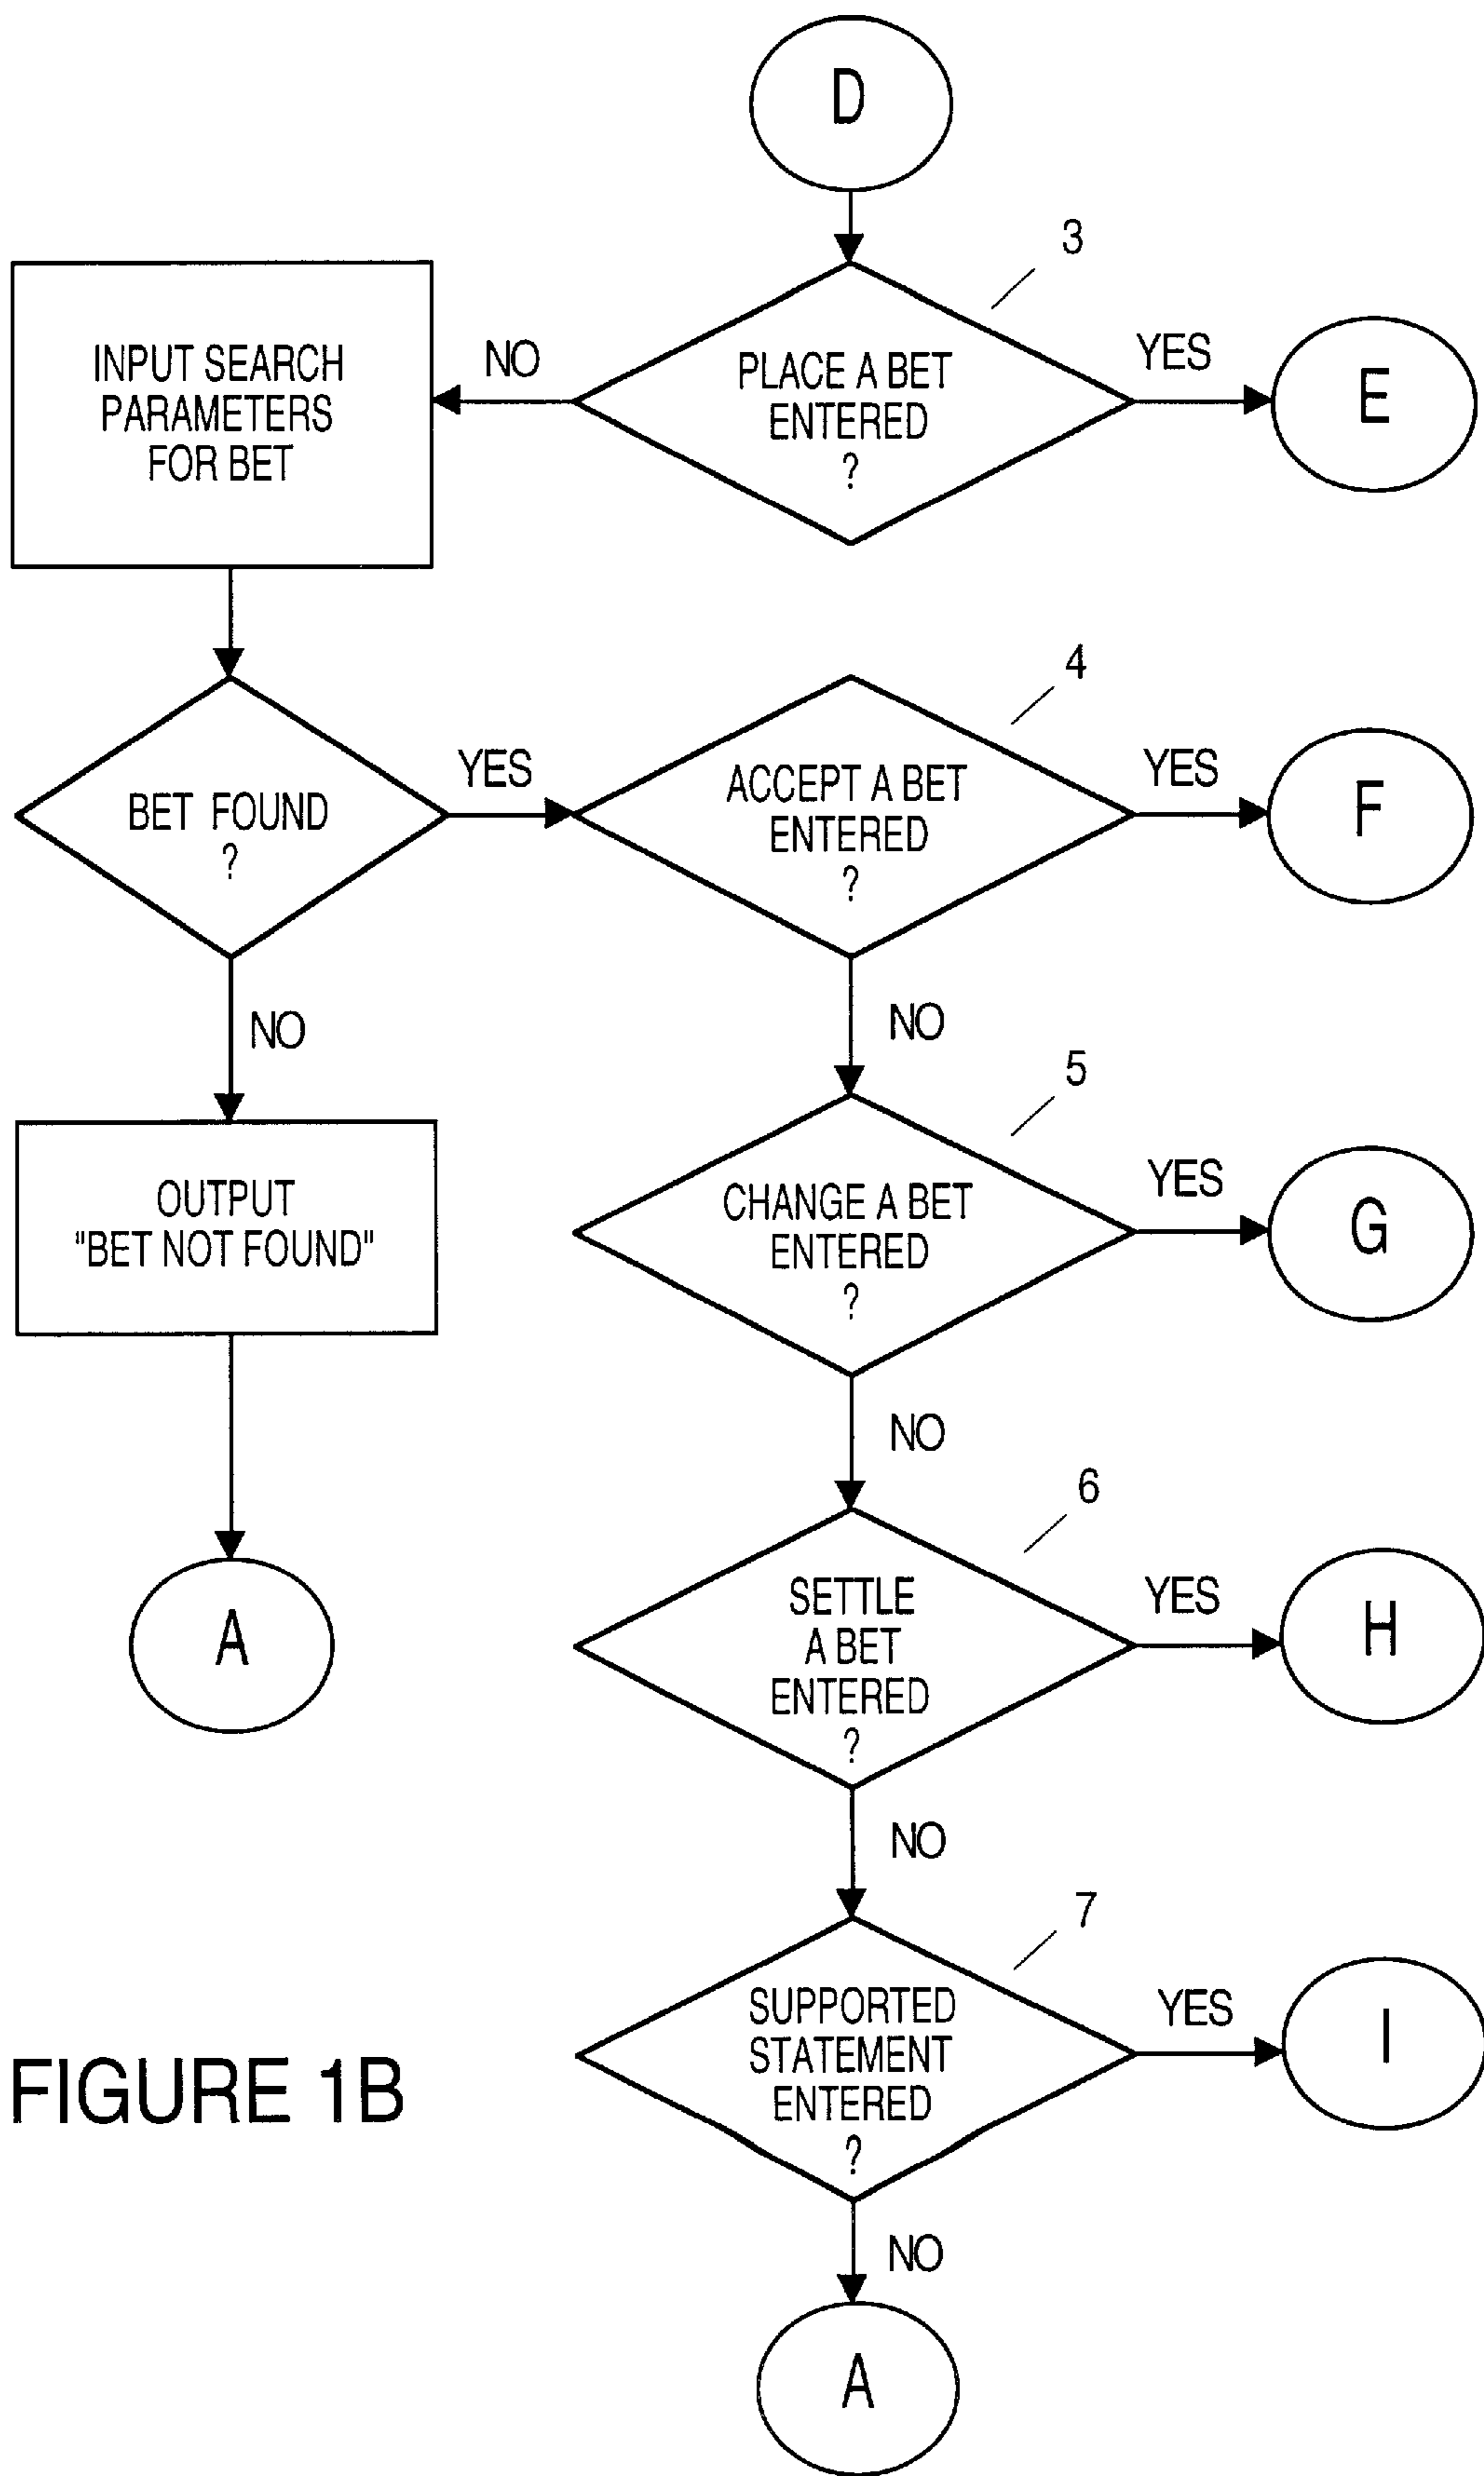 D
3
INPUT SEARCH
PARAMETERS
FOR BET
NO
PLACE A BET
ENTERED
?
YES
E
4
BET FOUND
?
YES
ACCEPT A BET
ENTERED
?
YES
F
NO
NO
5
OUTPUT
"BET NOT FOUND"
CHANGE A BET
ENTERED
?
YES
G
NO
6
A
SETTLE
A BET
ENTERED
?
YES
H
NO
7
SUPPORTED
STATEMENT
ENTERED
?
YES
I
FIGURE 1B
NO
A